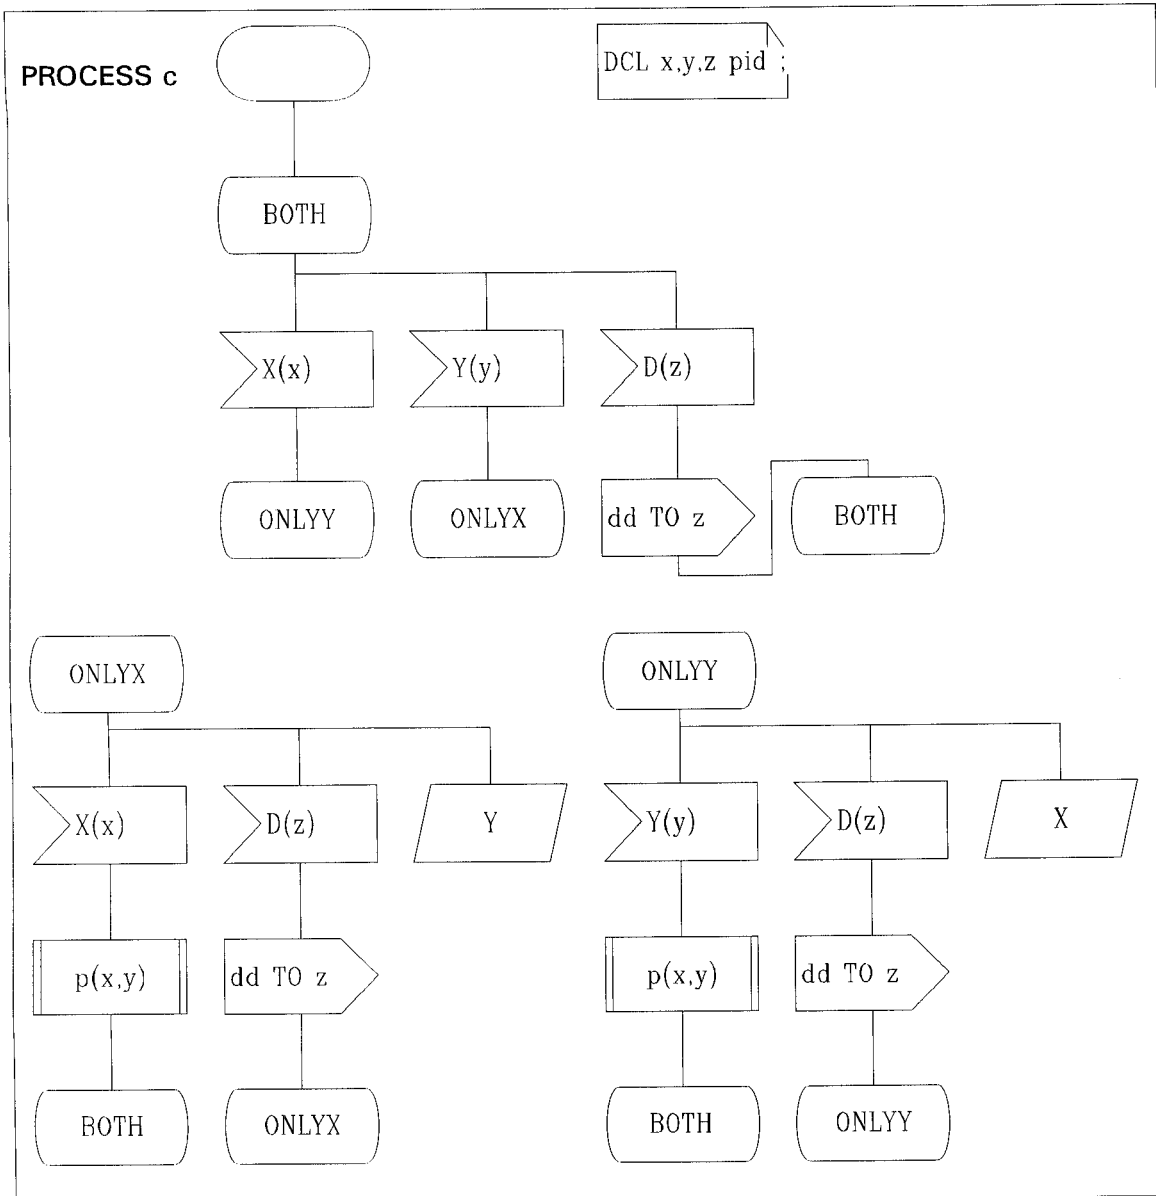 PROCESS c
DCL x,y,z pid ;
BOTH
X(x)
Y(y)
D(z)
ONLYY
ONLYX
dd TO z
BOTH
ONLYX
X(x)
D(z)
Y
p(x,y)
dd TO z
BOTH
ONLYX
ONLYY
Y(y)
D(z)
X
p(x,y)
dd TO z
BOTH
ONLYY